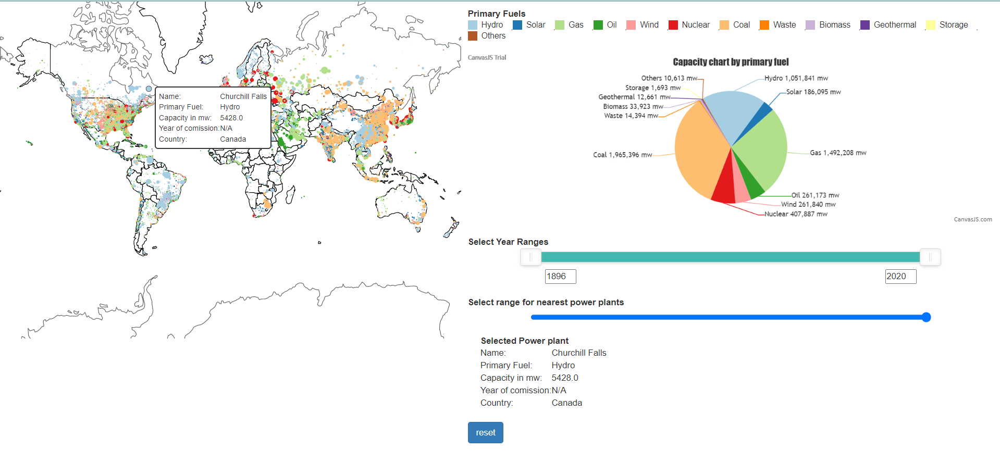 Primary Fuels
Hydro , Solar , Gas , Oil , Wind , Nuclear , Coal , Waste , Biomass , Geothermal , Storage ,
Others
CanvasJS Trial
Capacity chart by primary fuel
Others 10,613 mw
Hydro 1,051,841 mw
Storage 1,693 mw
Solar 186,095 mw
Geothermal 12,661 mw
Biomass 33,923 mw
Waste 14,394 mw
Coal 1,965,396 mw
Gas 1,492,208 mw
Oil 261,173 mw
Wind 261,840 mw
Nuclear 407,887 mw
CanvasJS.com
Name: Churchill Falls
Primary Fuel: Hydro
Capacity in mw: 5428.0
Year of comission:N/A
Country: Canada
Select Year Ranges
1896 2020
Select range for nearest power plants
Selected Power plant
Name: Churchill Falls
Primary Fuel: Hydro
Capacity in mw: 5428.0
Year of comission:N/A
Country: Canada
reset